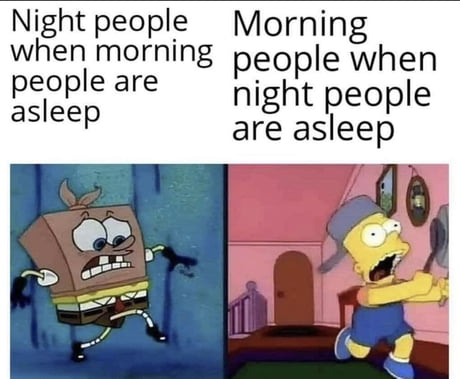 Night people
when morning
people are
asleep
Morning
people when
night people
are asleep